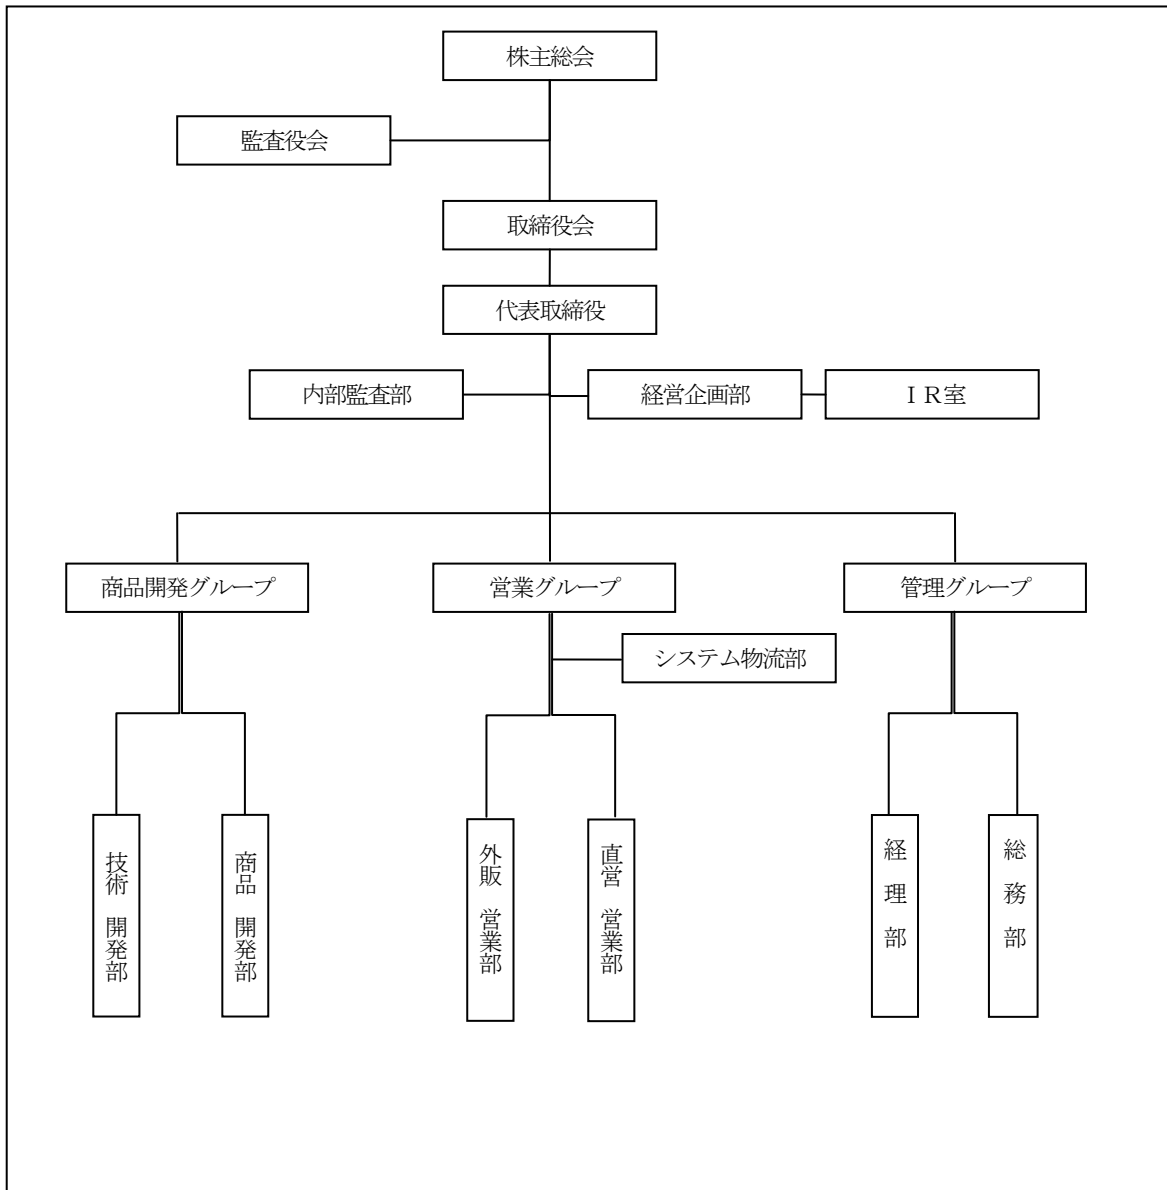 株主総会
監査役会
取締役会
代表取締役
内部監査部
経営企画部
ＩＲ室
商品開発グループ
営業グループ
管理グループ
システム物流部
技術 開発部
商品 開発部
外販 営業部
直営 営業部
経理部
総務部